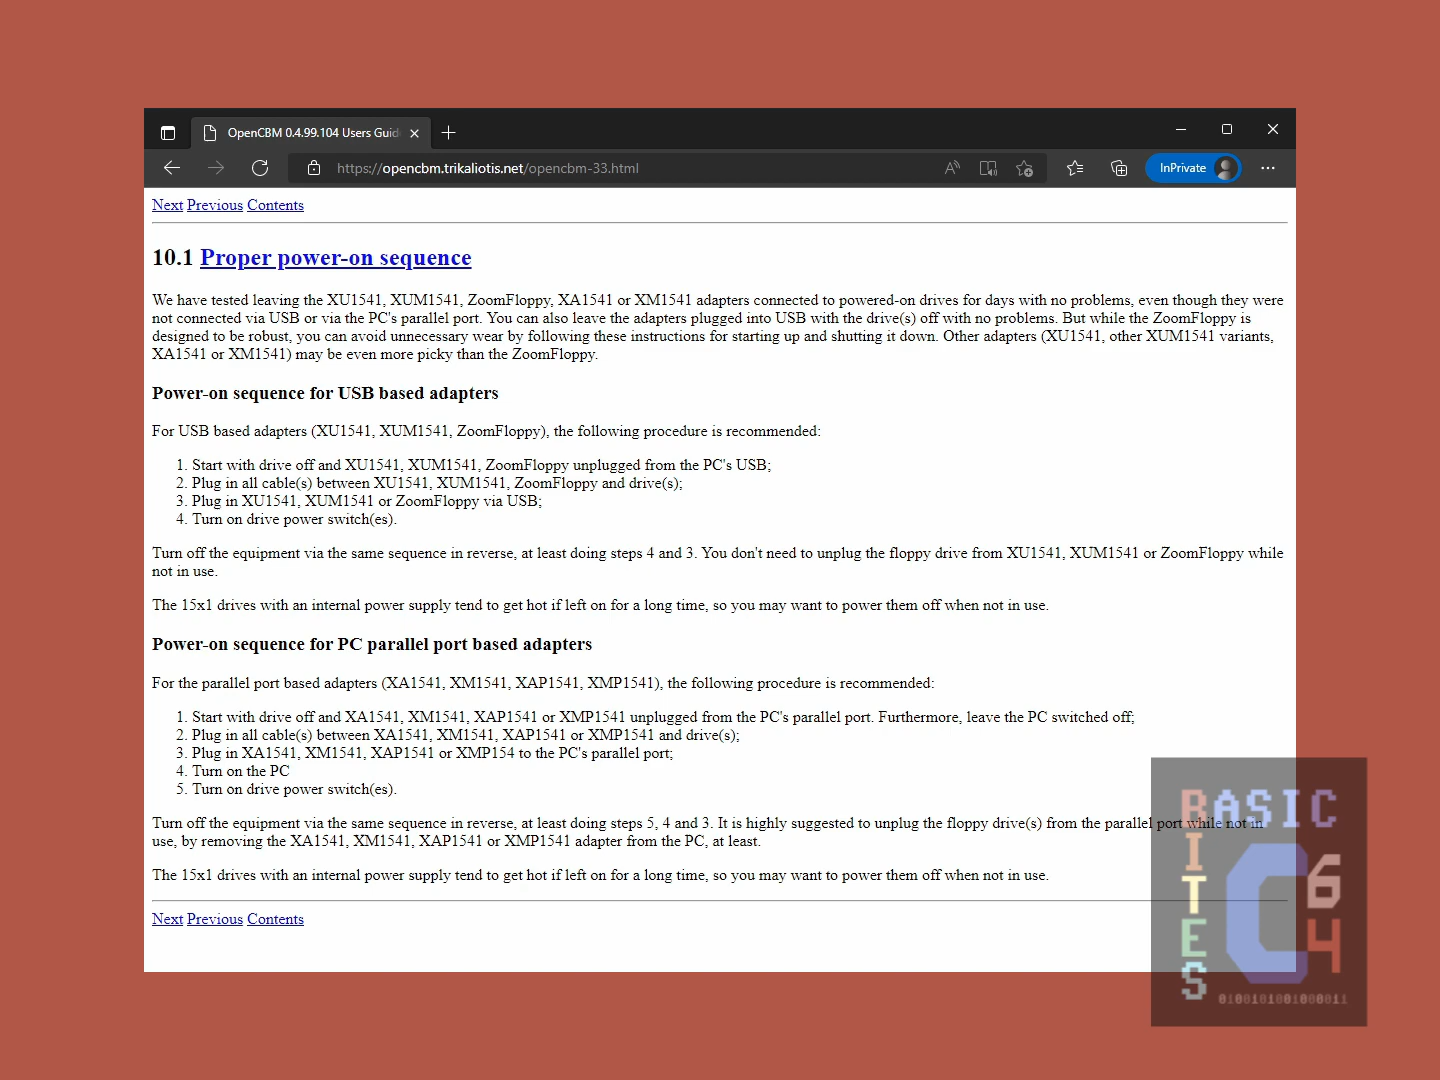 OpenCBM 0.4.99.104 Users Guid
https://opencbm.trikaliotis.net/opencbm-33.html
InPrivate
Next Previous Contents
10.1 Proper power-on sequence
We have tested leaving the XU1541, XUM1541, ZoomFloppy, XA1541 or XM1541 adapters connected to powered-on drives for days with no problems, even though they were
not connected via USB or via the PC's parallel port. You can also leave the adapters plugged into USB with the drive(s) off with no problems. But while the ZoomFloppy is
designed to be robust, you can avoid unnecessary wear by following these instructions for starting up and shutting it down. Other adapters (XU1541, other XUM1541 variants,
XA1541 or XM1541) may be even more picky than the ZoomFloppy.
Power-on sequence for USB based adapters
For USB based adapters (XU1541, XUM1541, ZoomFloppy), the following procedure is recommended:
1. Start with drive off and XU1541, XUM1541, ZoomFloppy unplugged from the PC's USB;
2. Plug in all cable(s) between XU1541, XUM1541, ZoomFloppy and drive(s);
3. Plug in XU1541, XUM1541 or ZoomFloppy via USB;
4. Turn on drive power switch(es).
Turn off the equipment via the same sequence in reverse, at least doing steps 4 and 3. You don't need to unplug the floppy drive from XU1541, XUM1541 or ZoomFloppy while
not in use.
The 15x1 drives with an internal power supply tend to get hot if left on for a long time, so you may want to power them off when not in use.
Power-on sequence for PC parallel port based adapters
For the parallel port based adapters (XA1541, XM1541, XAP1541, XMP1541), the following procedure is recommended:
1. Start with drive off and XA1541, XM1541, XAP1541 or XMP1541 unplugged from the PC's parallel port. Furthermore, leave the PC switched off;
2. Plug in all cable(s) between XA1541, XM1541, XAP1541 or XMP1541 and drive(s);
3. Plug in XA1541, XM1541, XAP1541 or XMP154 to the PC's parallel port;
4. Turn on the PC
5. Turn on drive power switch(es).
Turn off the equipment via the same sequence in reverse, at least doing steps 5, 4 and 3. It is highly suggested to unplug the floppy drive(s) from the parallel port while not in
use, by removing the XA1541, XM1541, XAP1541 or XMP1541 adapter from the PC, at least.
The 15x1 drives with an internal power supply tend to get hot if left on for a long time, so you may want to power them off when not in use.
Next Previous Contents
BASIC
BITES
C64
0100101001000011